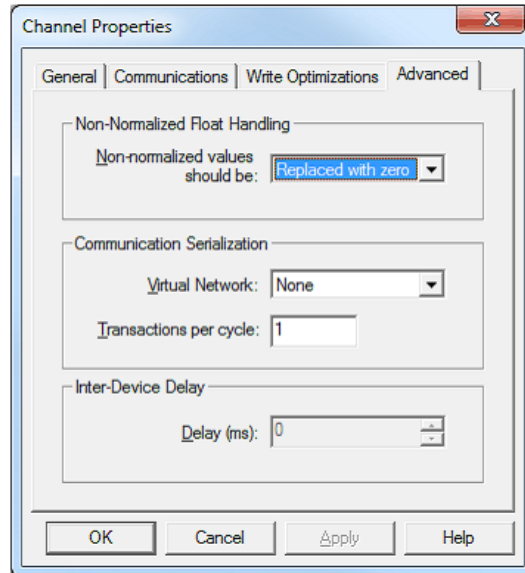 Channel Properties
General Communications Write Optimizations Advanced
Non-Normalized Float Handling
Non-normalized values
should be: Replaced with zero
Communication Serialization
Virtual Network: None
Transactions per cycle: 1
Inter-Device Delay
Delay (ms): 0
OK Cancel Apply Help